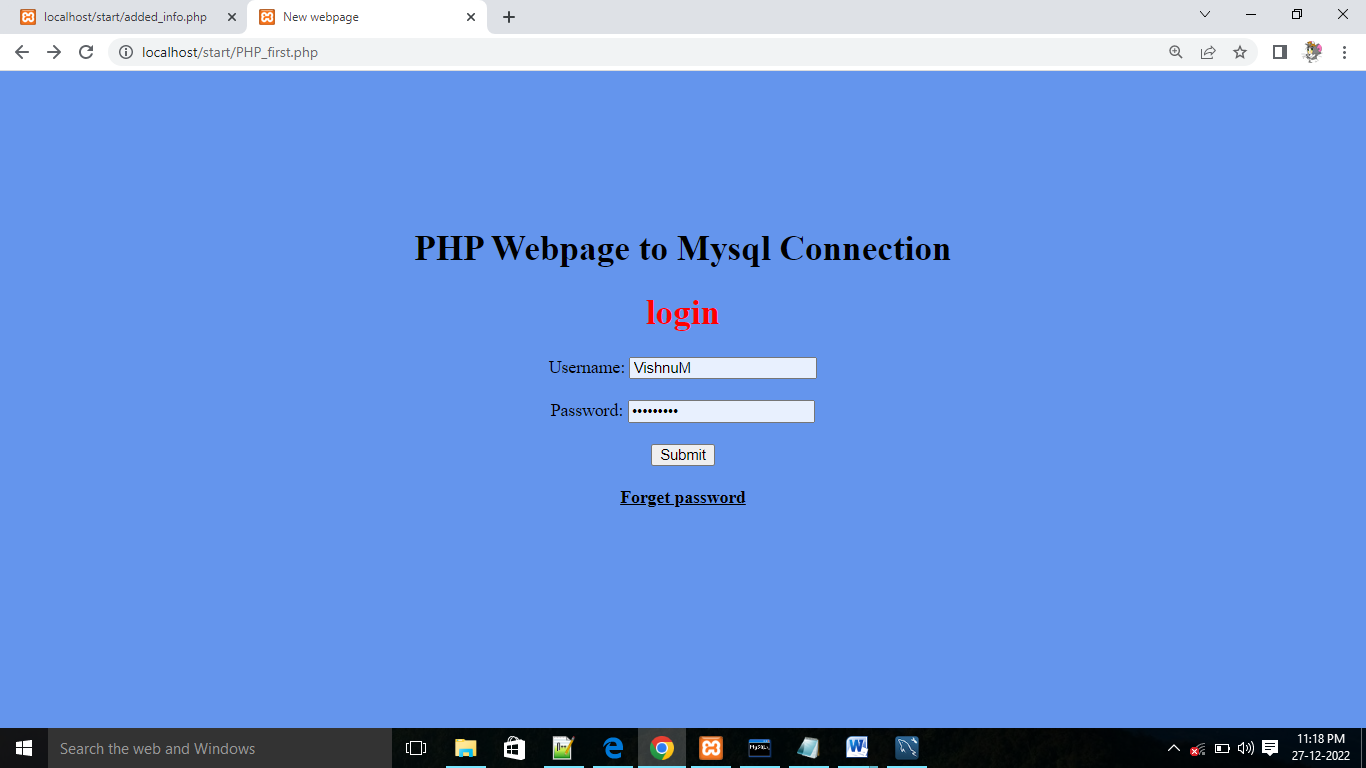 localhost/start/added_info.php
New webpage
localhost/start/PHP_first.php
PHP Webpage to Mysql Connection
login
Username: VishnuM
Password: •••••••••
Submit
Forget password
Search the web and Windows
11:18 PM
27-12-2022